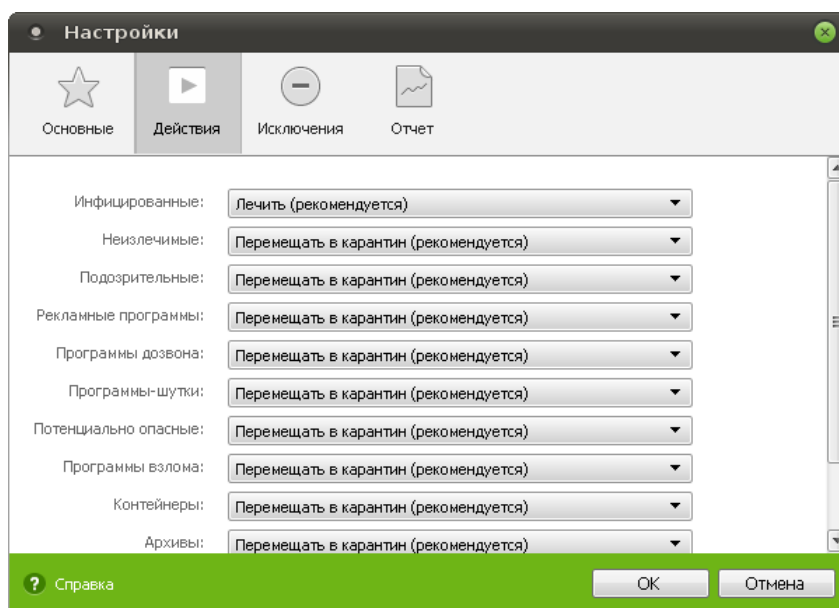 Настройки
Основные Действия Исключения Отчет
Инфицированные: Лечить (рекомендуется)
Неизлечимые: Перемещать в карантин (рекомендуется)
Подозрительные: Перемещать в карантин (рекомендуется)
Рекламные программы: Перемещать в карантин (рекомендуется)
Программы дозвона: Перемещать в карантин (рекомендуется)
Программы-шутки: Перемещать в карантин (рекомендуется)
Потенциально опасные: Перемещать в карантин (рекомендуется)
Программы взлома: Перемещать в карантин (рекомендуется)
Контейнеры: Перемещать в карантин (рекомендуется)
Архивы: Перемещать в карантин (рекомендуется)
? Справка OK Отмена